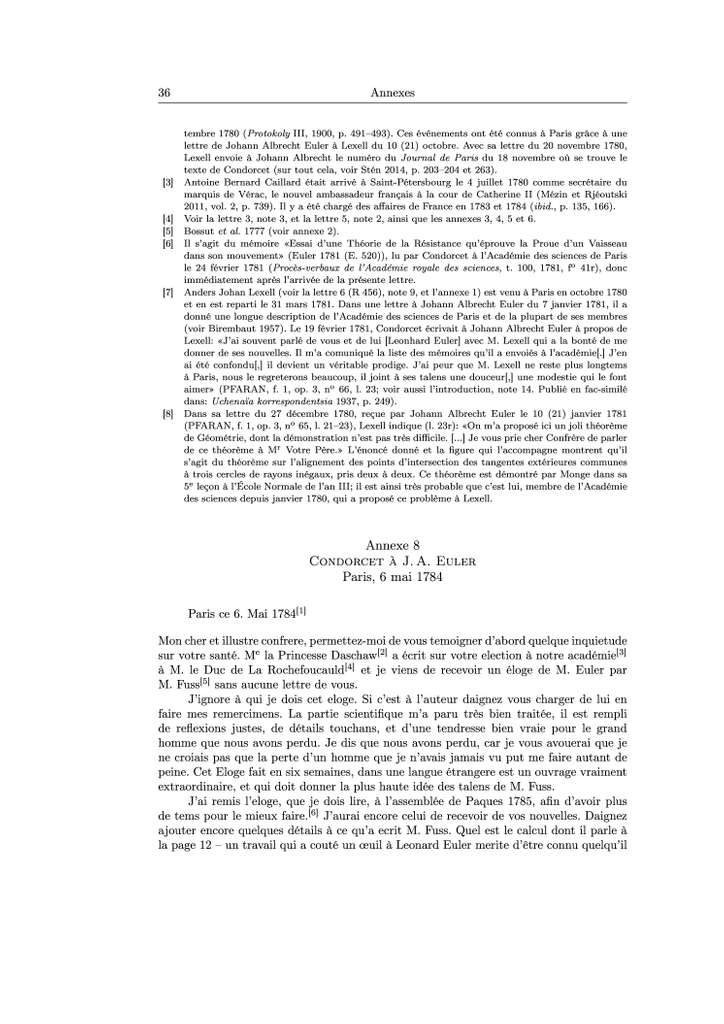 36
Annexes
tembre 1780 (Protokoly III, 1900, p. 491–493). Ces événements ont été connus à Paris grâce à une
lettre de Johann Albrecht Euler à Lexell du 10 (21) octobre. Avec sa lettre du 20 novembre 1780,
Lexell envoie à Johann Albrecht le numéro du Journal de Paris du 18 novembre où se trouve le
texte de Condorcet (sur tout cela, voir Stén 2014, p. 203–204 et 263).
[3] Antoine Bernard Caillard était arrivé à Saint-Pétersbourg le 4 juillet 1780 comme secrétaire du
marquis de Vérac, le nouvel ambassadeur français à la cour de Catherine II (Mézin et Rjéoutski
2011, vol. 2, p. 739). Il y a été chargé des affaires de France en 1783 et 1784 (ibid., p. 135, 166).
[4] Voir la lettre 3, note 3, et la lettre 5, note 2, ainsi que les annexes 3, 4, 5 et 6.
[5] Bossut et al. 1777 (voir annexe 2).
[6] Il s'agit du mémoire «Essai d'une Théorie de la Résistance qu'éprouve la Proue d'un Vaisseau
dans son mouvement» (Euler 1781 (E. 520)), lu par Condorcet à l'Académie des sciences de Paris
le 24 février 1781 (Procès-verbaux de l'Académie royale des sciences, t. 100, 1781, fº 41r), donc
immédiatement après l'arrivée de la présente lettre.
[7] Anders Johan Lexell (voir la lettre 6 (R 456), note 9, et l'annexe 1) est venu à Paris en octobre 1780
et en est reparti le 31 mars 1781. Dans une lettre à Johann Albrecht Euler du 7 janvier 1781, il a
donné une longue description de l'Académie des sciences de Paris et de la plupart de ses membres
(voir Birembaut 1957). Le 19 février 1781, Condorcet écrivait à Johann Albrecht Euler à propos de
Lexell: «J'ai souvent parlé de vous et de lui [Leonhard Euler] avec M. Lexell qui a la bonté de me
donner de ses nouvelles. Il m'a comuniqué la liste des mémoires qu'il a envoiés à l'académie[.] J'en
ai été confondu[,] il devient un véritable prodige. J'ai peur que M. Lexell ne reste plus longtems
à Paris, nous le regreterons beaucoup, il joint à ses talens une douceur[,] une modestie qui le font
aimer» (PFARAN, f. 1, op. 3, nº 66, l. 23; voir aussi l'introduction, note 14. Publié en fac-similé
dans: Uchenaïa korrespondentsia 1937, p. 249).
[8] Dans sa lettre du 27 décembre 1780, reçue par Johann Albrecht Euler le 10 (21) janvier 1781
(PFARAN, f. 1, op. 3, nº 65, l. 21–23), Lexell indique (l. 23r): «On m'a proposé ici un joli théorème
de Géométrie, dont la démonstration n'est pas très difficile. [...] Je vous prie cher Confrère de parler
de ce théorème à Mʳ Votre Père.» L'énoncé donné et la figure qui l'accompagne montrent qu'il
s'agit du théorème sur l'alignement des points d'intersection des tangentes extérieures communes
à trois cercles de rayons inégaux, pris deux à deux. Ce théorème est démontré par Monge dans sa
5ᵉ leçon à l'École Normale de l'an III; il est ainsi très probable que c'est lui, membre de l'Académie
des sciences depuis janvier 1780, qui a proposé ce problème à Lexell.
Annexe 8
Condorcet à J. A. Euler
Paris, 6 mai 1784
Paris ce 6. Mai 1784[1]
Mon cher et illustre confrere, permettez-moi de vous temoigner d'abord quelque inquietude
sur votre santé. Mᵉ la Princesse Daschaw[2] a écrit sur votre election à notre académie[3]
à M. le Duc de La Rochefoucauld[4] et je viens de recevoir un éloge de M. Euler par
M. Fuss[5] sans aucune lettre de vous.
J'ignore à qui je dois cet eloge. Si c'est à l'auteur daignez vous charger de lui en
faire mes remercimens. La partie scientifique m'a paru très bien traitée, il est rempli
de reflexions justes, de détails touchans, et d'une tendresse bien vraie pour le grand
homme que nous avons perdu. Je dis que nous avons perdu, car je vous avouerai que je
ne croiais pas que la perte d'un homme que je n'avais jamais vu put me faire autant de
peine. Cet Eloge fait en six semaines, dans une langue étrangere est un ouvrage vraiment
extraordinaire, et qui doit donner la plus haute idée des talens de M. Fuss.
J'ai remis l'eloge, que je dois lire, à l'assemblée de Paques 1785, afin d'avoir plus
de tems pour le mieux faire.[6] J'aurai encore celui de recevoir de vos nouvelles. Daignez
ajouter encore quelques détails à ce qu'a ecrit M. Fuss. Quel est le calcul dont il parle à
la page 12 – un travail qui a couté un œuil à Leonard Euler merite d'être connu quelqu'il